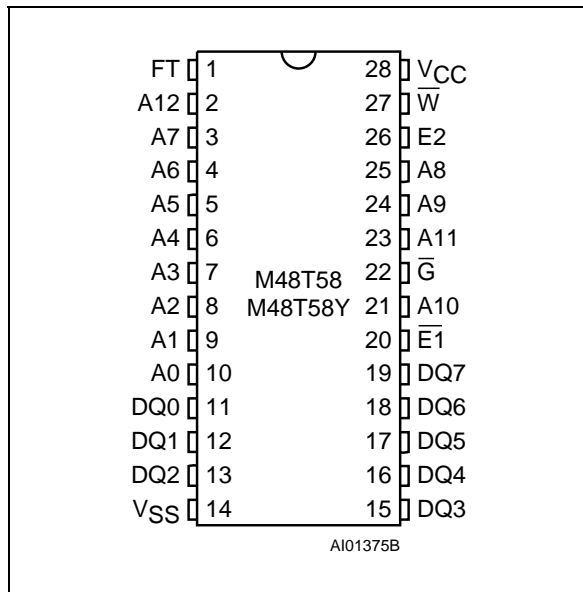 FT 1 28 VCC
A12 2 27 W̅
A7 3 26 E2
A6 4 25 A8
A5 5 24 A9
A4 6 23 A11
A3 7 M48T58 22 G̅
A2 8 M48T58Y 21 A10
A1 9 20 E̅1̅
A0 10 19 DQ7
DQ0 11 18 DQ6
DQ1 12 17 DQ5
DQ2 13 16 DQ4
VSS 14 15 DQ3
AI01375B